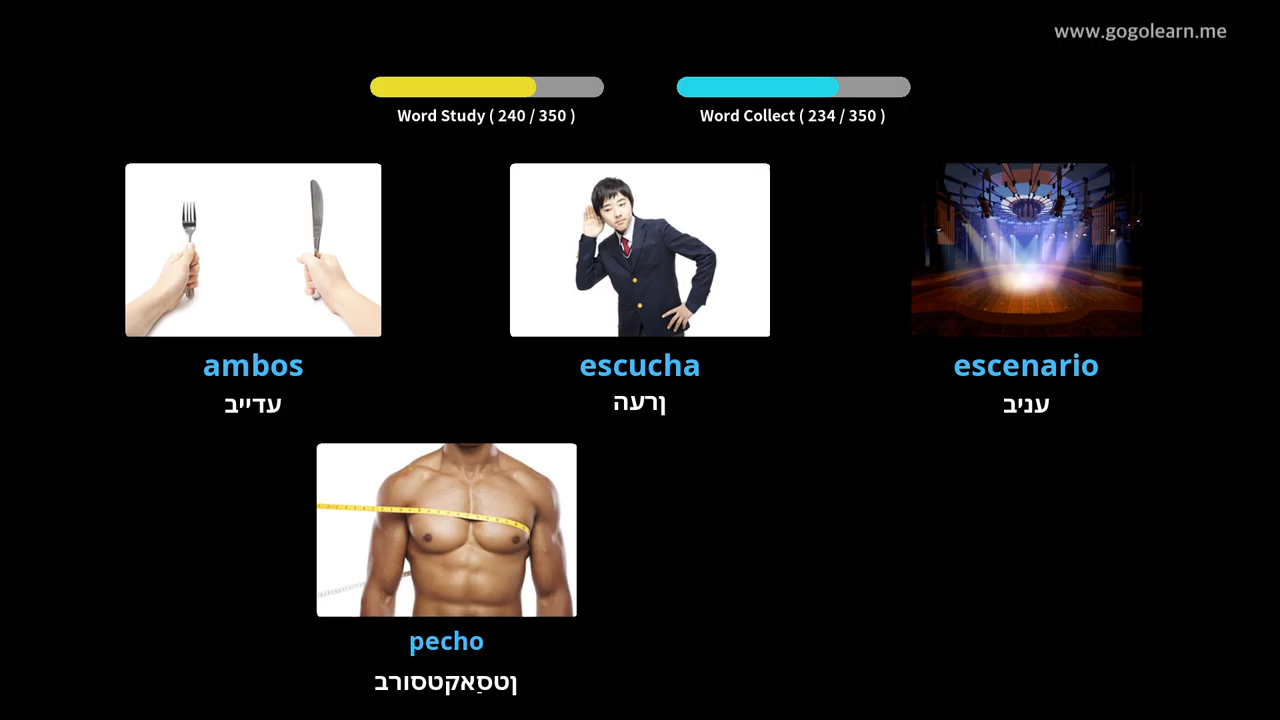 www.gogolearn.me
Word Study ( 240 / 350 )
Word Collect ( 234 / 350 )
ambos
עדייב
escucha
ןרעה
escenario
עניב
pecho
ןטסַאקטסורב